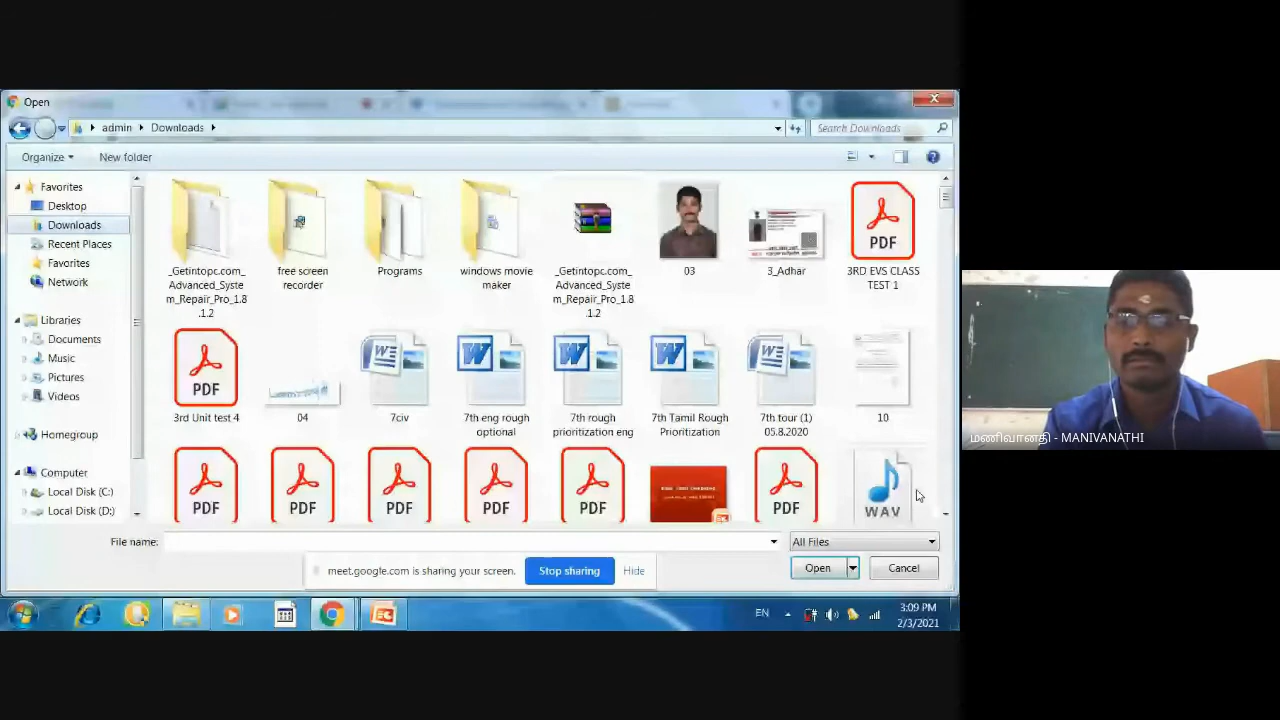 Open
admin
Downloads
Search Downloads
Organize
New folder
Favorites
Desktop
Downloads
Recent Places
Favorites
Network
Libraries
Documents
Music
Pictures
Videos
Homegroup
Computer
Local Disk (C:)
Local Disk (D:)
_Getintopc.com_
Advanced_Syste
m_Repair_Pro_1.8
.1.2
free screen
recorder
Programs
windows movie
maker
_Getintopc.com_
Advanced_Syste
m_Repair_Pro_1.8
.1.2
03
3_Adhar
PDF
3RD EVS CLASS
TEST 1
PDF
3rd Unit test 4
04
7civ
7th eng rough
optional
7th rough
prioritization eng
7th Tamil Rough
Prioritization
7th tour (1)
05.8.2020
10
PDF
PDF
PDF
PDF
PDF
PDF
WAV
File name:
All Files
Open
Cancel
meet.google.com is sharing your screen.
Stop sharing
Hide
EN
3:09 PM
2/3/2021
மணிவானதி - MANIVANATHI